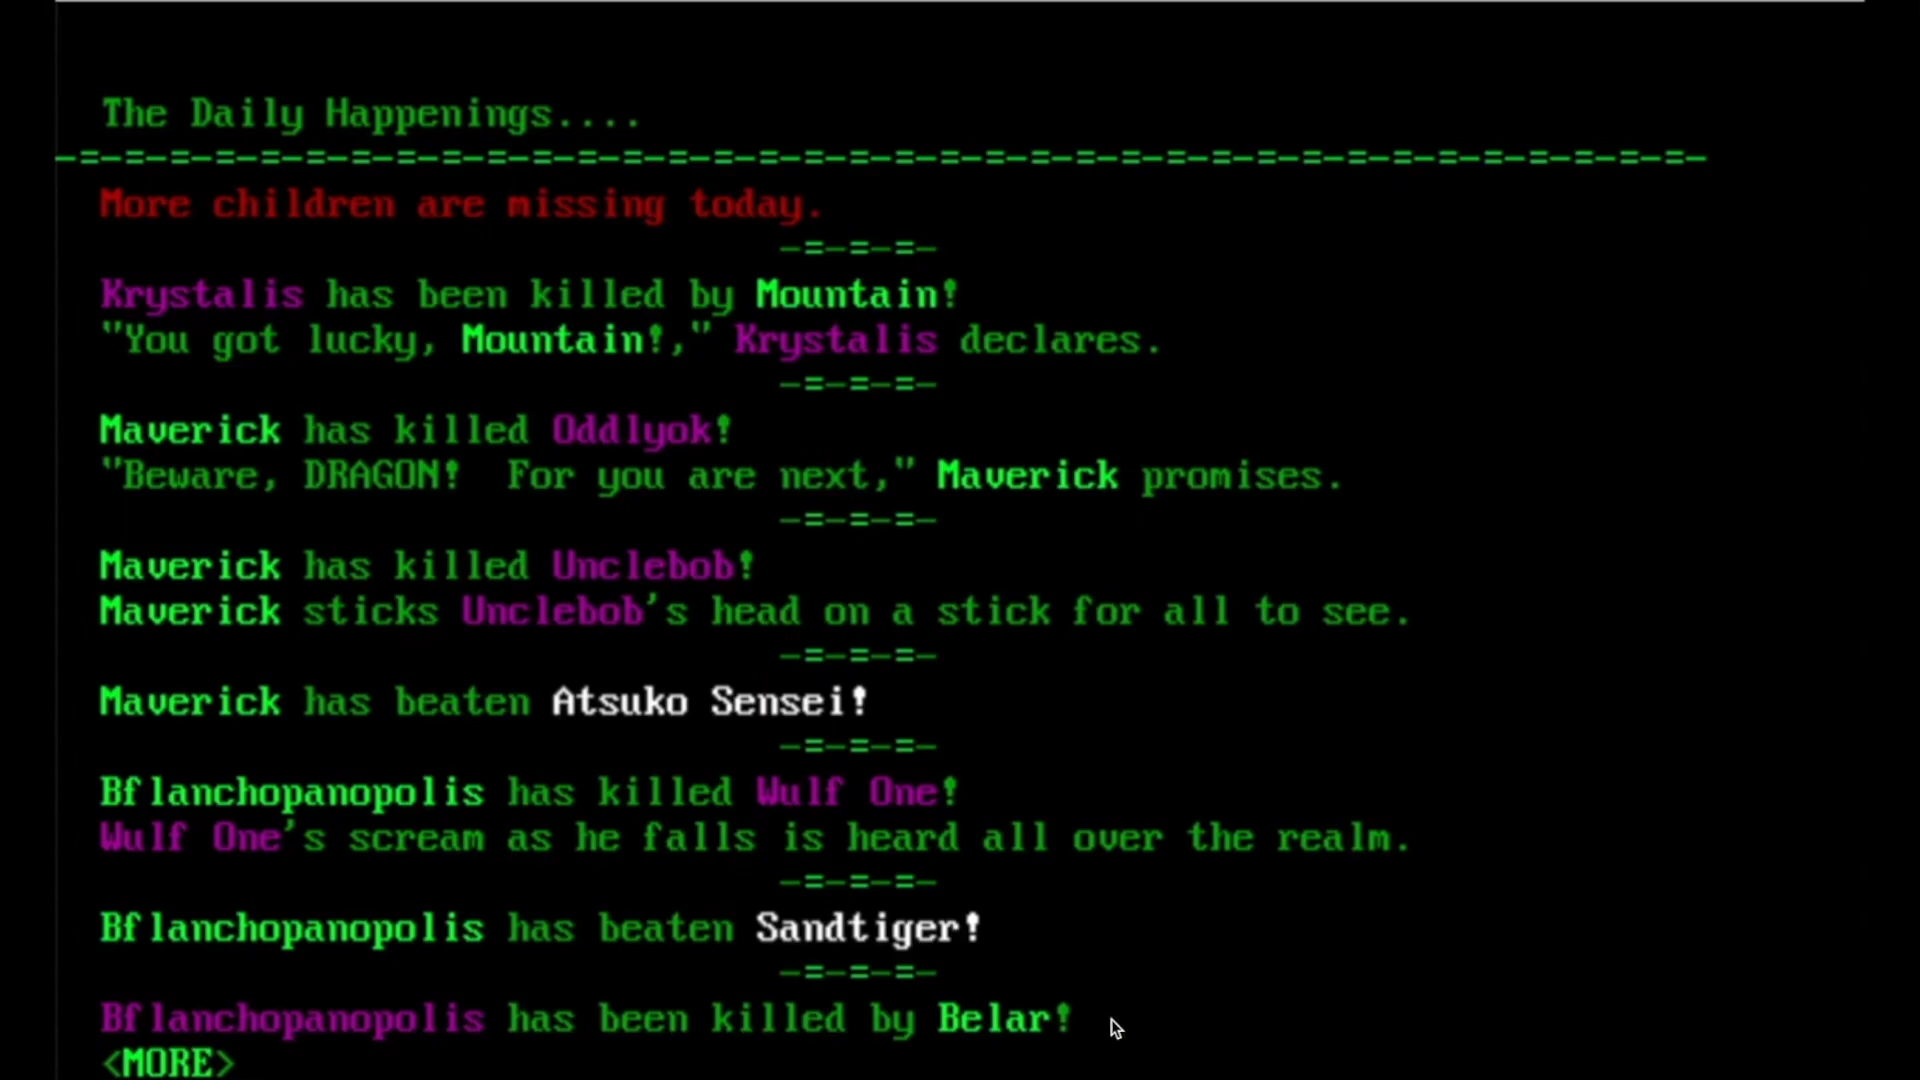 The Daily Happenings....
-=-=-=-=-=-=-=-=-=-=-=-=-=-=-=-=-=-=-=-=-=-=-=-=-=-=-=-=-=-=-=-=-=-=-=-=-
More children are missing today.
-=-=-=-
Krystalis has been killed by Mountain!
"You got lucky, Mountain!," Krystalis declares.
-=-=-=-
Maverick has killed Oddlyok!
"Beware, DRAGON!  For you are next," Maverick promises.
-=-=-=-
Maverick has killed Unclebob!
Maverick sticks Unclebob's head on a stick for all to see.
-=-=-=-
Maverick has beaten Atsuko Sensei!
-=-=-=-
Bflanchopanopolis has killed Wulf One!
Wulf One's scream as he falls is heard all over the realm.
-=-=-=-
Bflanchopanopolis has beaten Sandtiger!
-=-=-=-
Bflanchopanopolis has been killed by Belar!
<MORE>